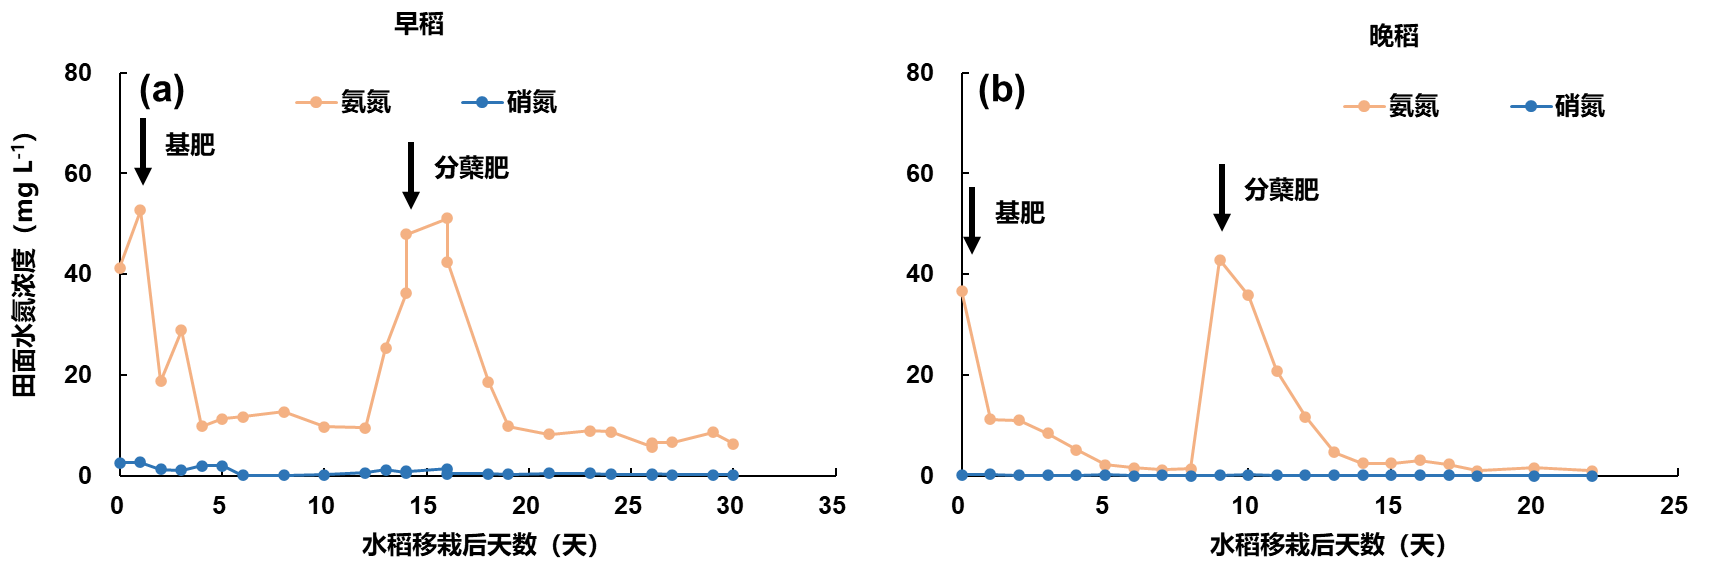 早稻
(a)
氨氮
硝氮
基肥
分蘖肥
80
60
40
20
0
0
5
10
15
20
25
30
35
田面水氮浓度（mg L-1）
水稻移栽后天数（天）
晚稻
(b)
氨氮
硝氮
基肥
分蘖肥
80
60
40
20
0
0
5
10
15
20
25
水稻移栽后天数（天）